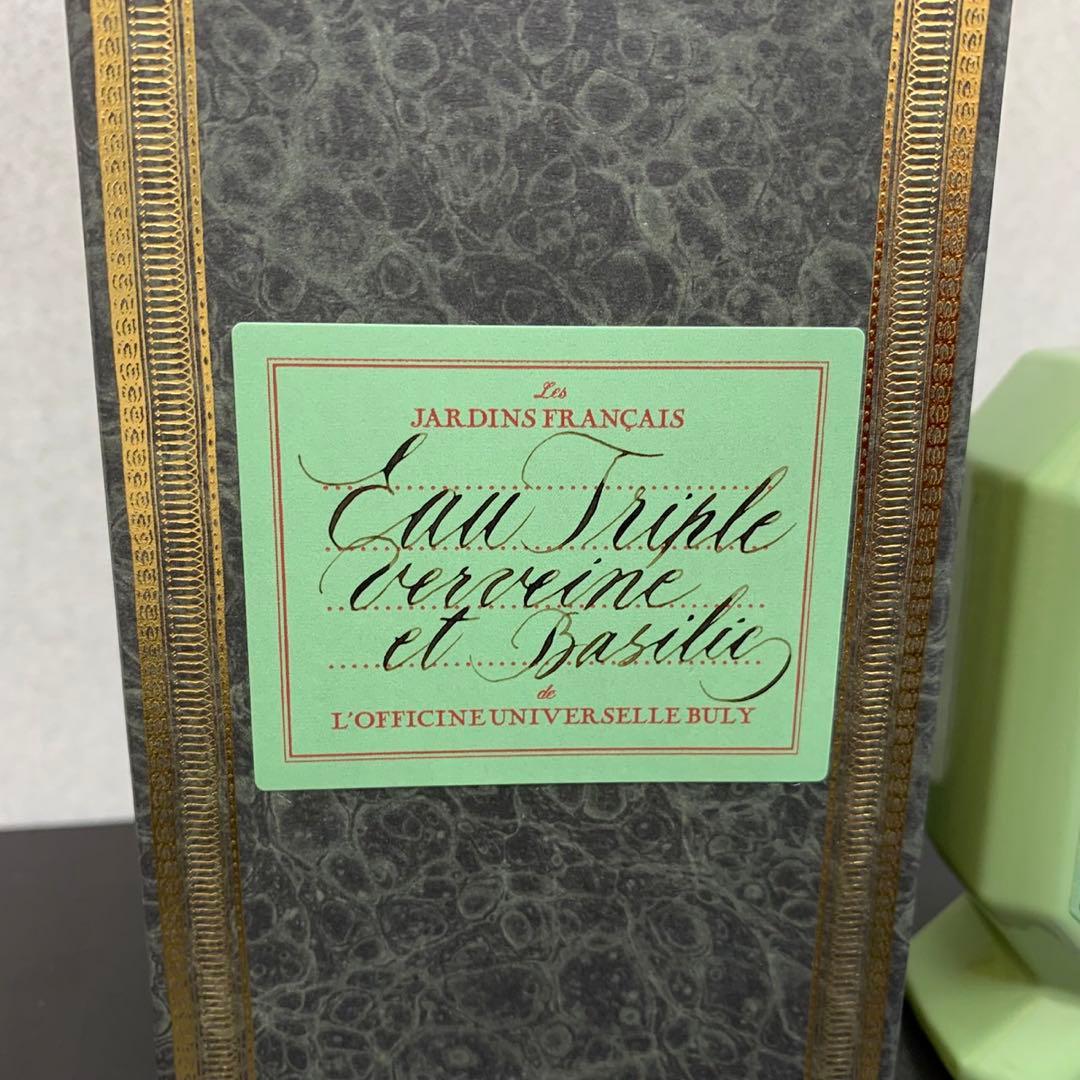 Les
JARDINS FRANÇAIS
Eau Triple
verveine
et Basilic
de
L'OFFICINE UNIVERSELLE BULY